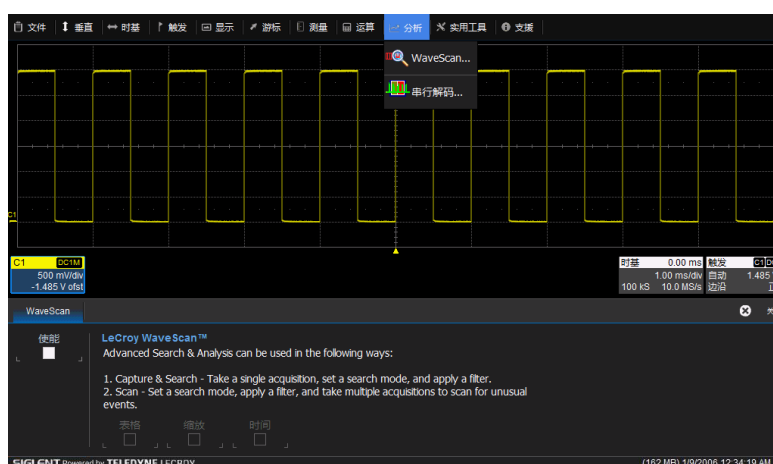 文件 垂直 时基 触发 显示 游标 测量 运算 分析 实用工具 支援
WaveScan...
串行解码...
C1
C1 DC1M
500 mV/div
-1.485 V ofst
时基 0.00 ms
1.00 ms/div
100 kS 10.0 MS/s
触发 C1 D
自动 1.485
边沿 正
WaveScan
使能
LeCroy WaveScan™
Advanced Search & Analysis can be used in the following ways:
1. Capture & Search - Take a single acquisition, set a search mode, and apply a filter.
2. Scan - Set a search mode, apply a filter, and take multiple acquisitions to scan for unusual
events.
表格 缩放 时间
SIGLENT Powered by TELEDYNE LECROY
(162 MB) 1/9/2006 12:34:19 AM